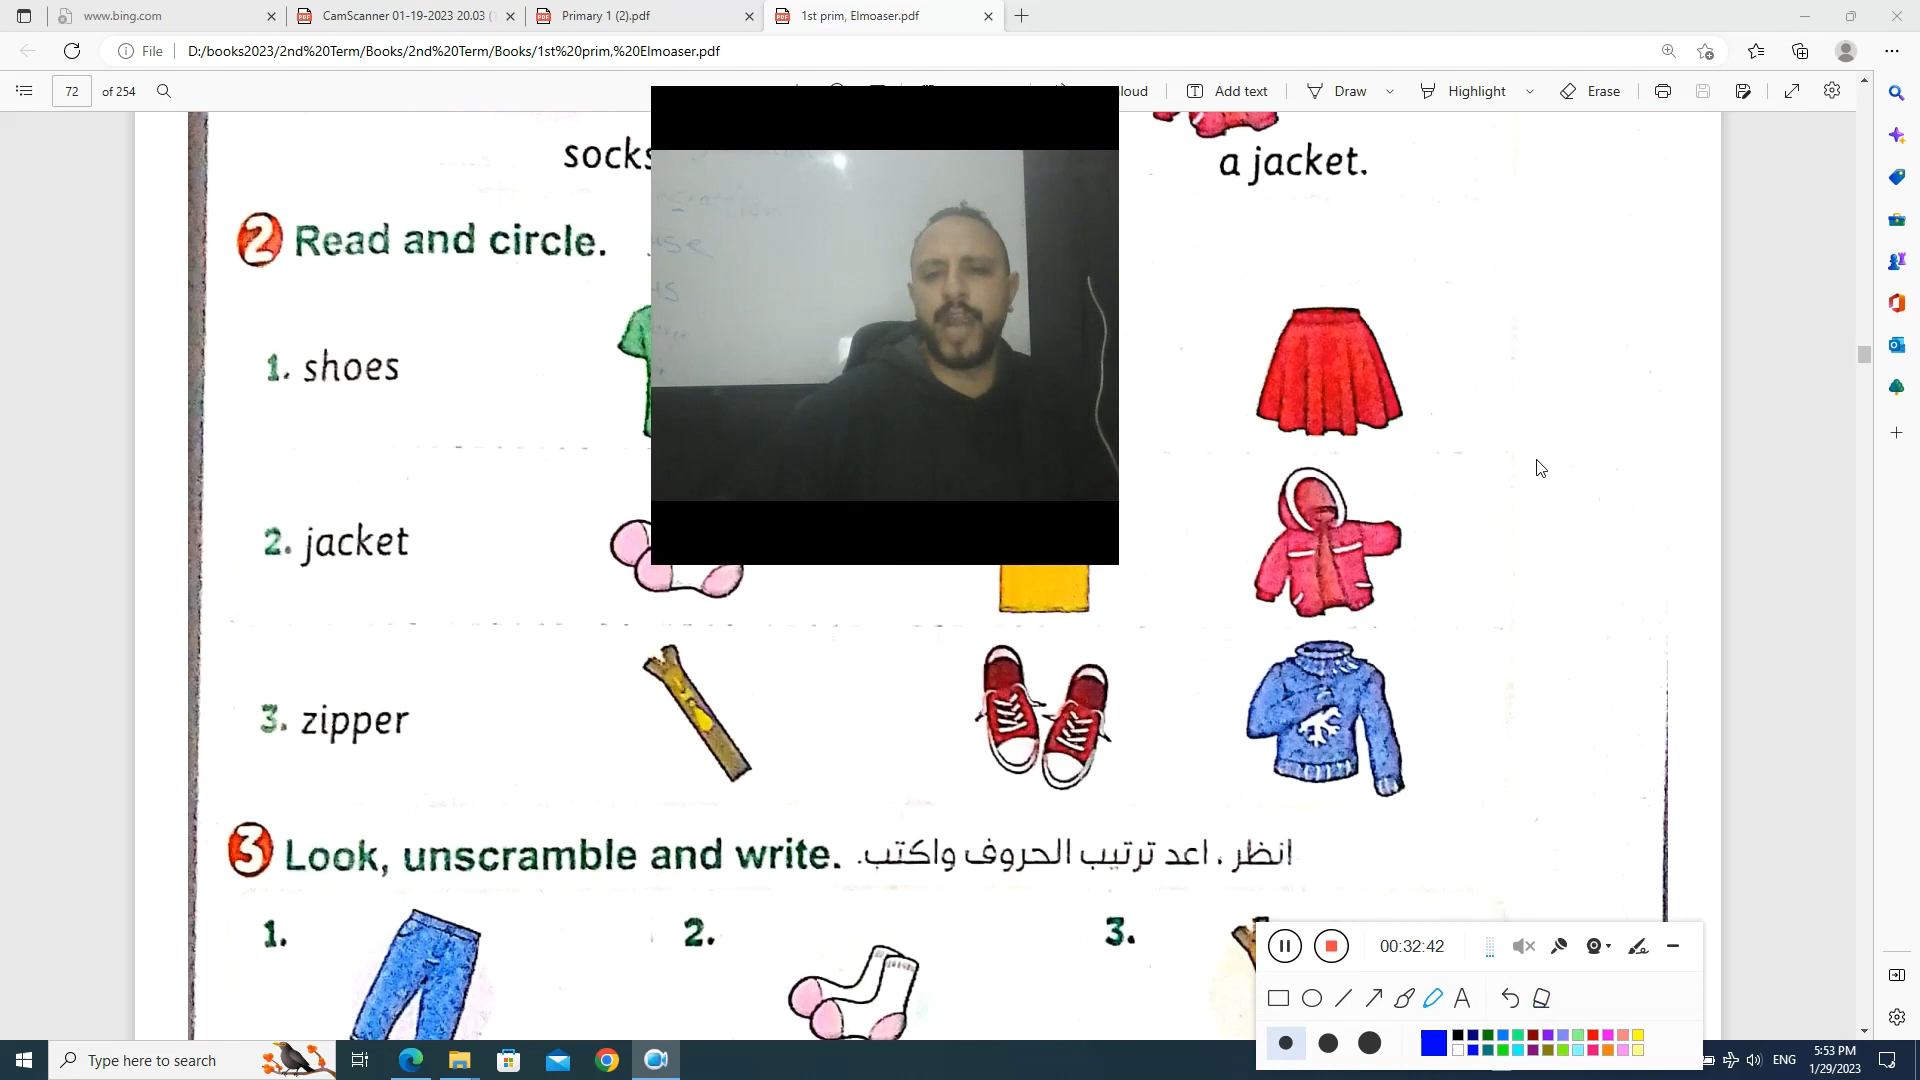 www.bing.com
CamScanner 01-19-2023 20.03 (
Primary 1 (2).pdf
1st prim, Elmoaser.pdf
File
D:/books2023/2nd%20Term/Books/2nd%20Term/Books/1st%20prim,%20Elmoaser.pdf
72 of 254
loud
Add text
Draw
Highlight
Erase
socks
a jacket.
2 Read and circle.
1. shoes
2. jacket
3. zipper
3 Look, unscramble and write. انظر ، اعد ترتيب الحروف واكتب.
1.
2.
3.
00:32:42
Type here to search
ENG
5:53 PM
1/29/2023